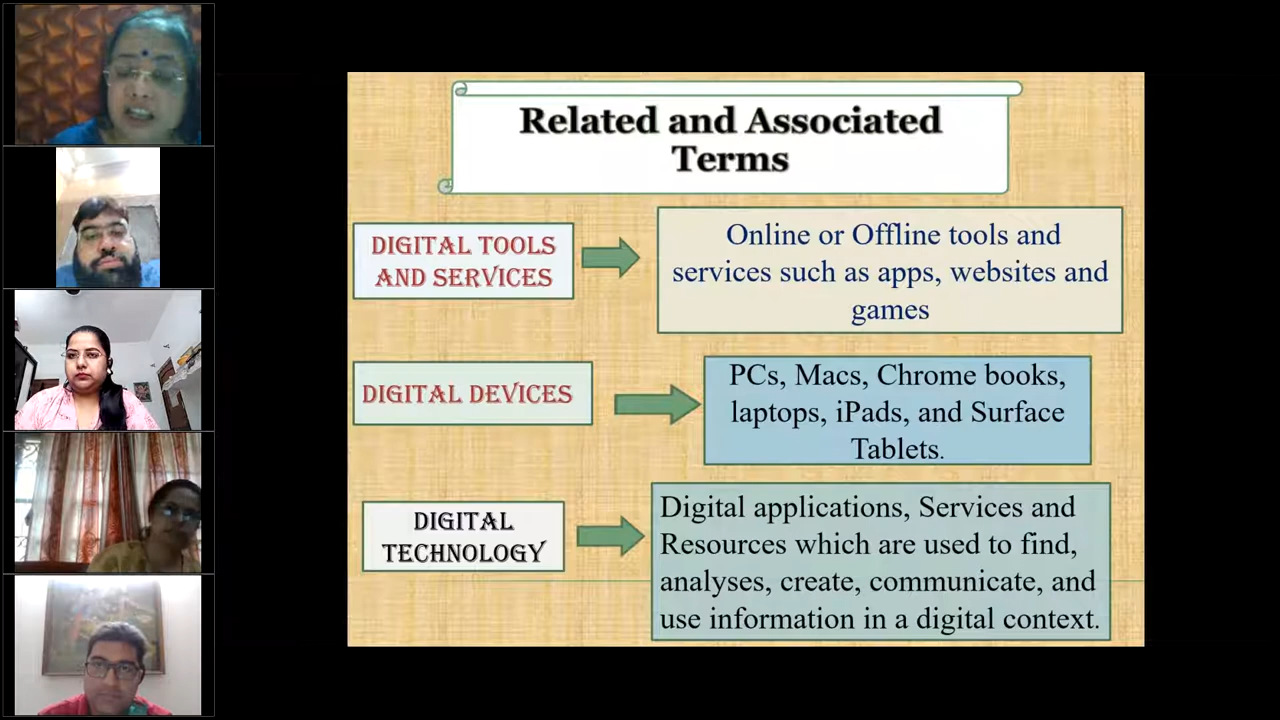 Related and Associated
Terms
DIGITAL TOOLS
AND SERVICES
Online or Offline tools and
services such as apps, websites and
games
DIGITAL DEVICES
PCs, Macs, Chrome books,
laptops, iPads, and Surface
Tablets.
DIGITAL
TECHNOLOGY
Digital applications, Services and
Resources which are used to find,
analyses, create, communicate, and
use information in a digital context.